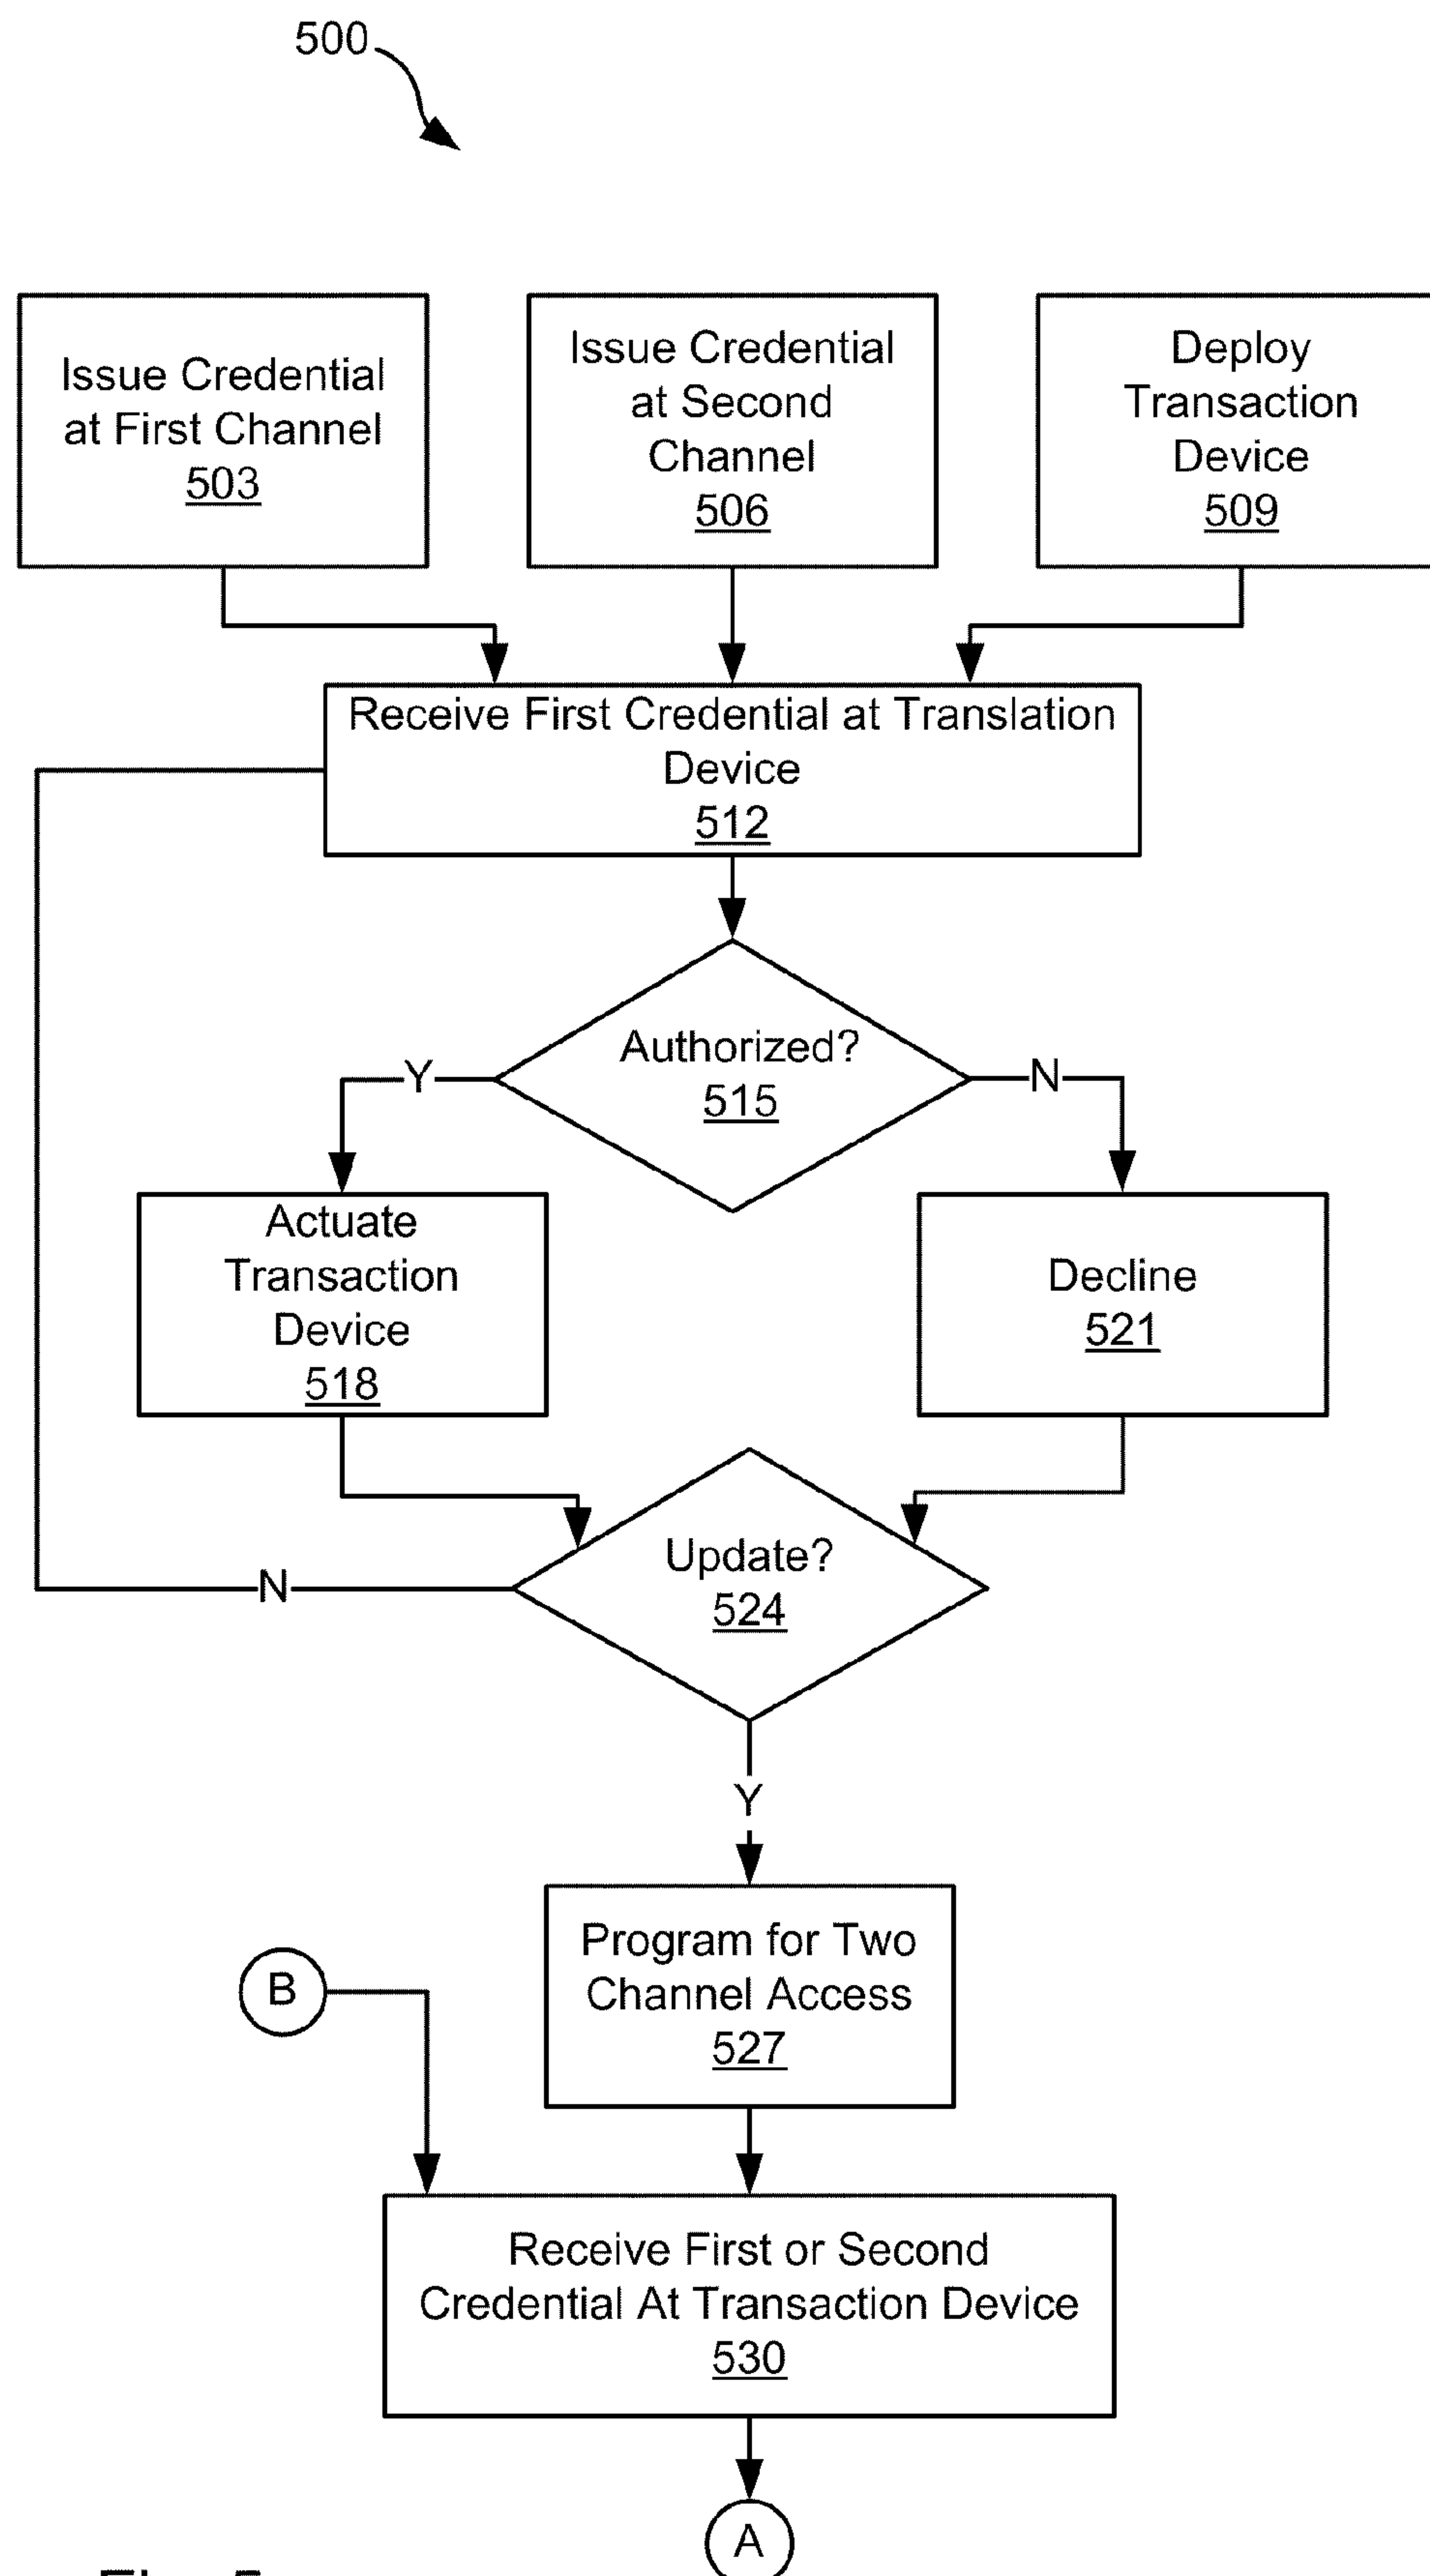 500
Issue Credential
at First Channel
503
Issue Credential
at Second
Channel
506
Deploy
Transaction
Device
509
Receive First Credential at Translation
Device
512
Authorized?
515
Y
N
Actuate
Transaction
Device
518
Decline
521
Update?
524
N
Y
Program for Two
Channel Access
527
B
Receive First or Second
Credential At Transaction Device
530
A